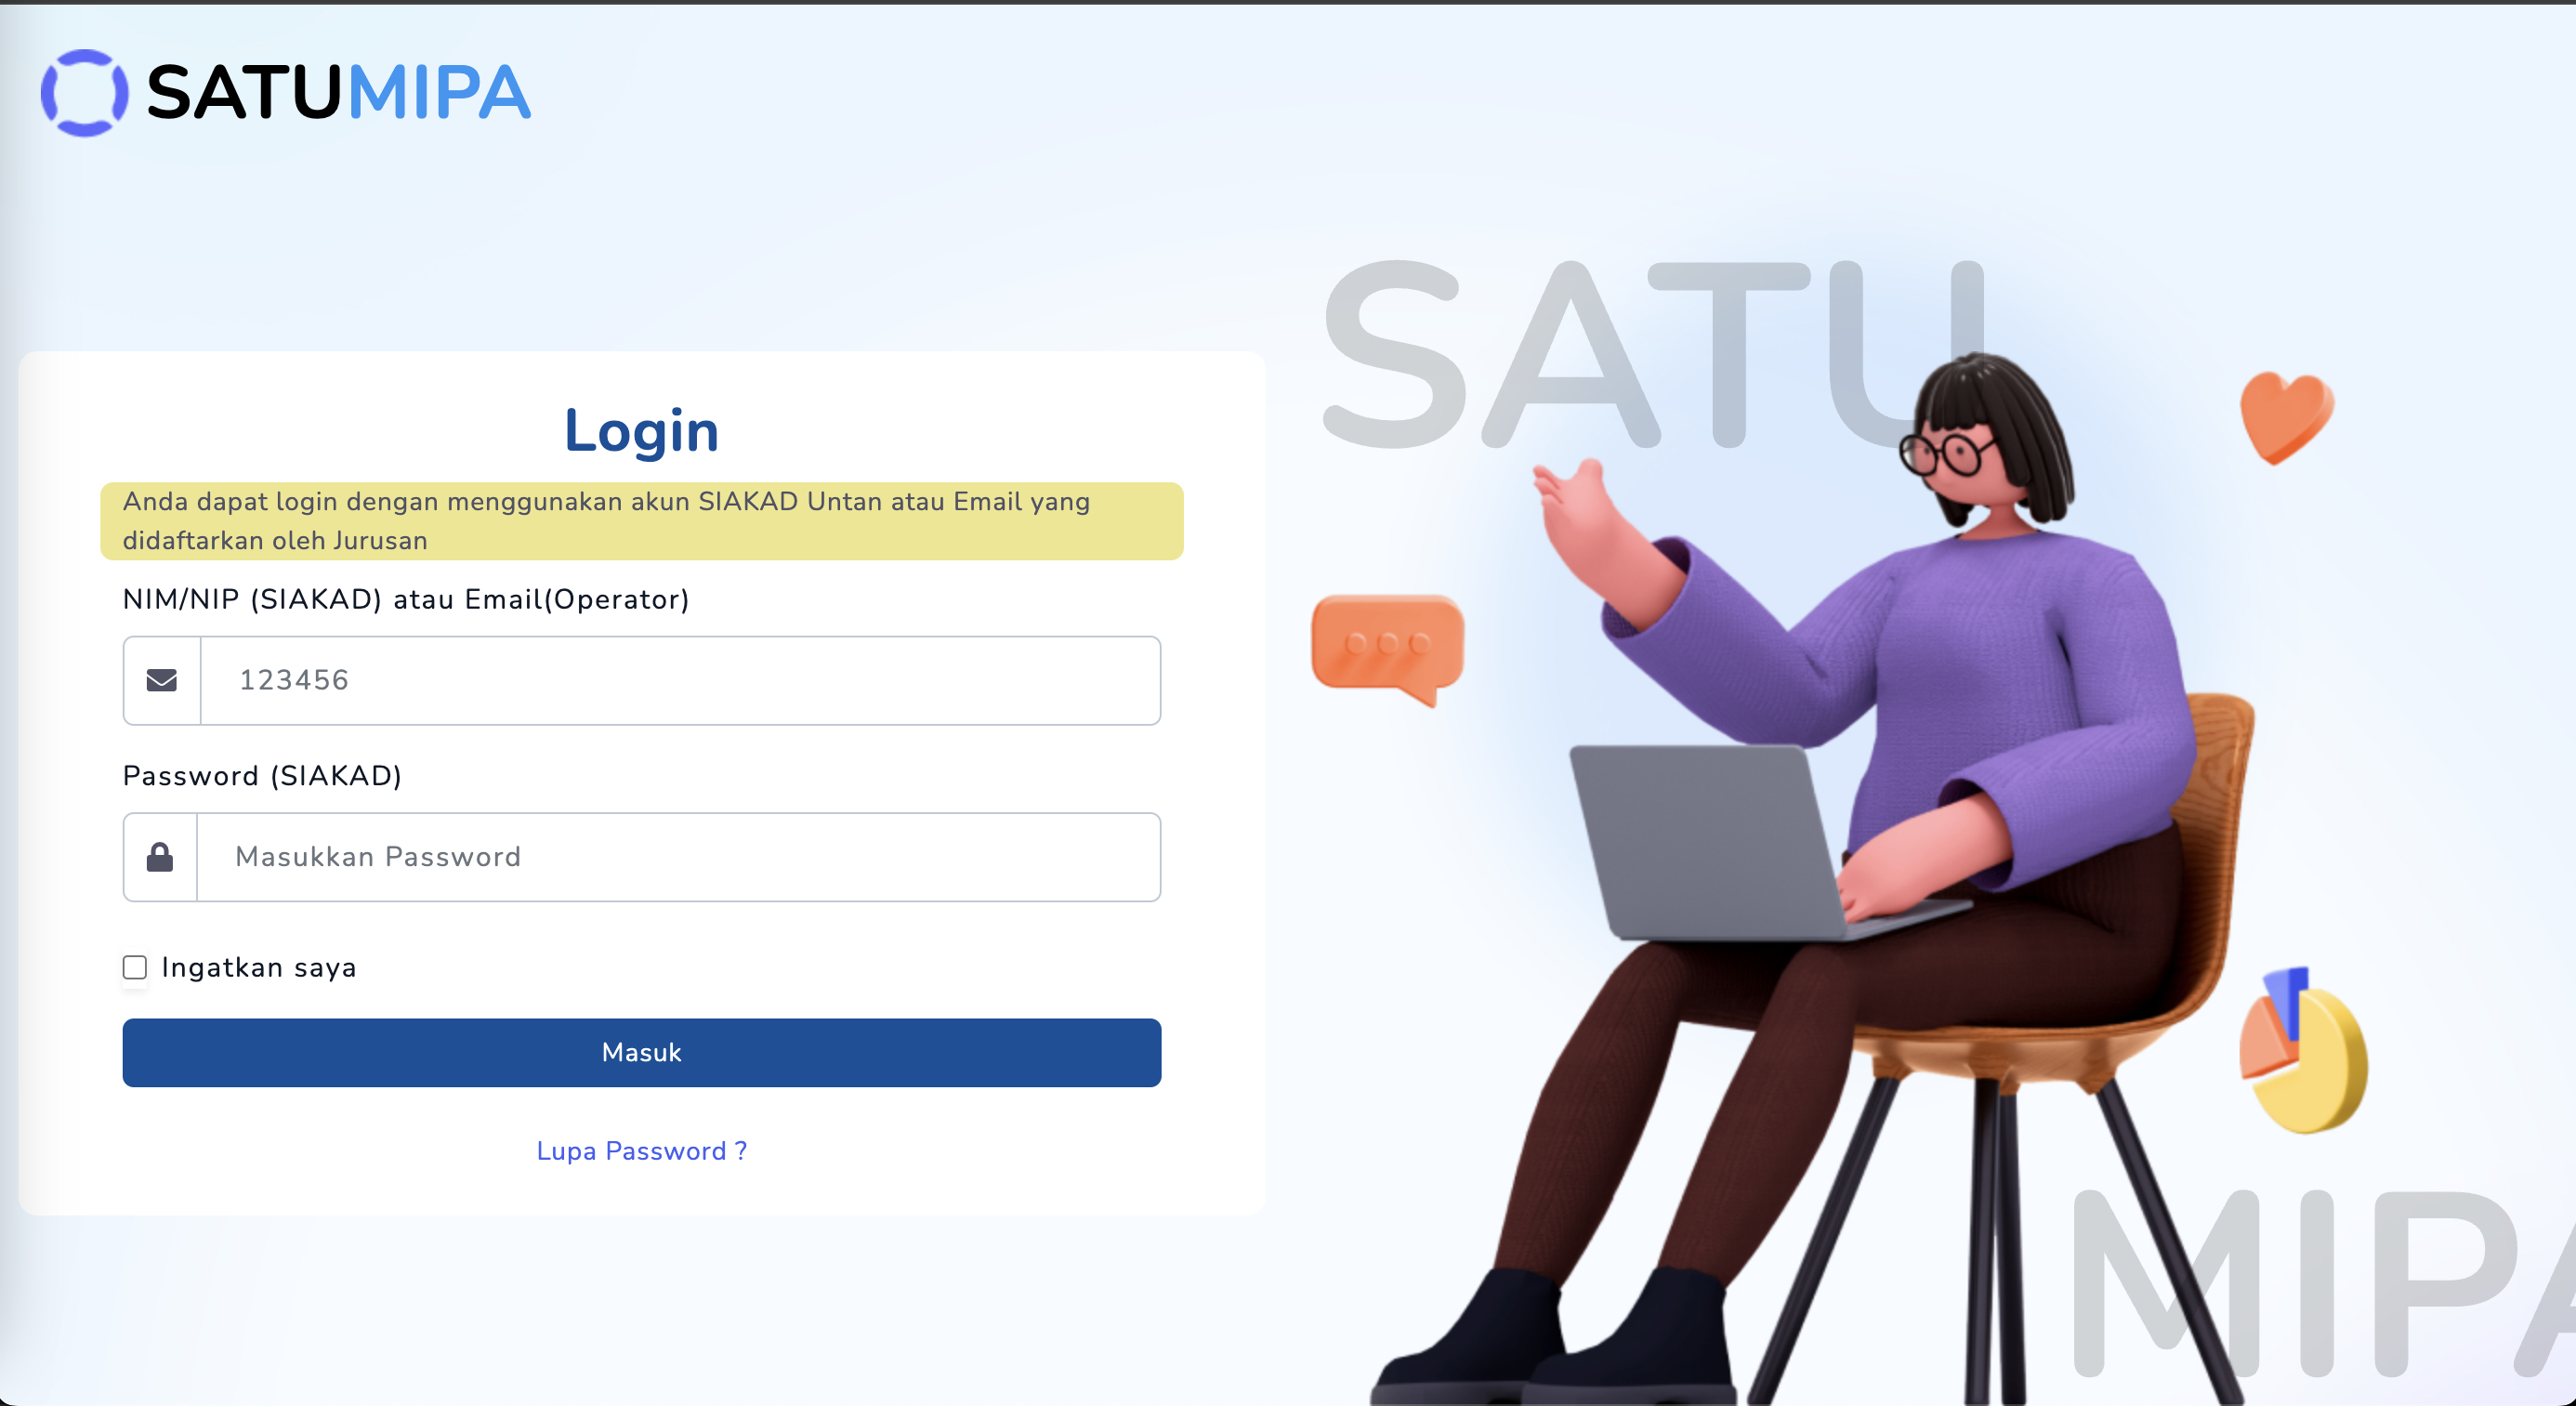 SATUMIPA
SATU
Login
Anda dapat login dengan menggunakan akun SIAKAD Untan atau Email yang
didaftarkan oleh Jurusan
NIM/NIP (SIAKAD) atau Email(Operator)
123456
Password (SIAKAD)
Masukkan Password
Ingatkan saya
Masuk
Lupa Password ?
MIPA